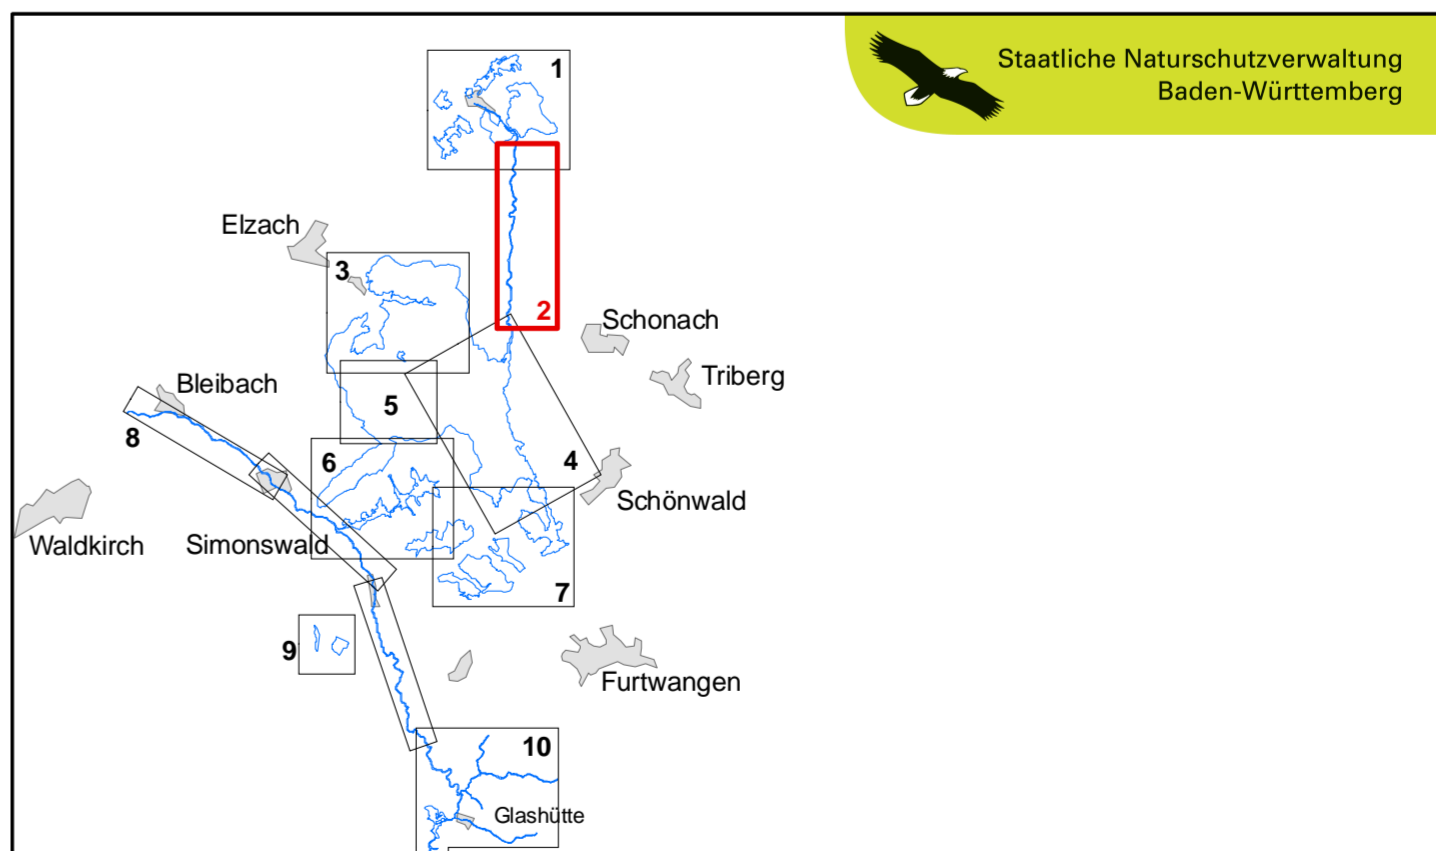 Staatliche Naturschutzverwaltung
Baden-Württemberg
1
Elzach
3
2
Schonach
Triberg
Bleibach
5
8
6
4
Schönwald
Waldkirch
Simonswald
7
9
Furtwangen
10
Glashütte